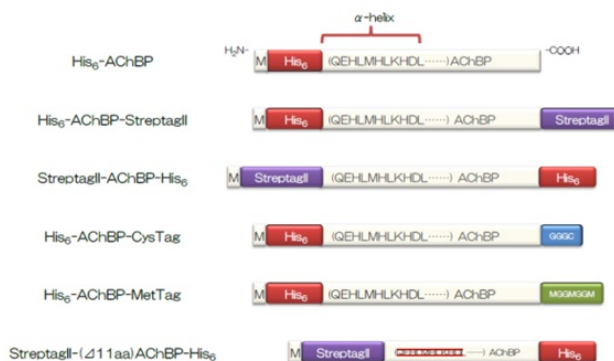 α-helix
His₆-AChBP H₂N- M His₆ (QEHLMHLKHDL……)AChBP -COOH
His₆-AChBP-StreptagII M His₆ (QEHLMHLKHDL……) AChBP StreptagII
StreptagII-AChBP-His₆ M StreptagII (QEHLMHLKHDL……) AChBP His₆
His₆-AChBP-CysTag M His₆ (QEHLMHLKHDL……) AChBP GGGC
His₆-AChBP-MetTag M His₆ (QEHLMHLKHDL……) AChBP MGGMGGM
StreptagII-(⊿11aa)AChBP-His₆ M StreptagII (QEHLMHLKHDL……) AChBP His₆